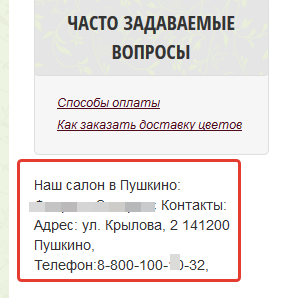 ЧАСТО ЗАДАВАЕМЫЕ
ВОПРОСЫ
Способы оплаты
Как заказать доставку цветов
Наш салон в Пушкино:
Контакты:
Адрес: ул. Крылова, 2 141200
Пушкино,
Телефон:8-800-100-